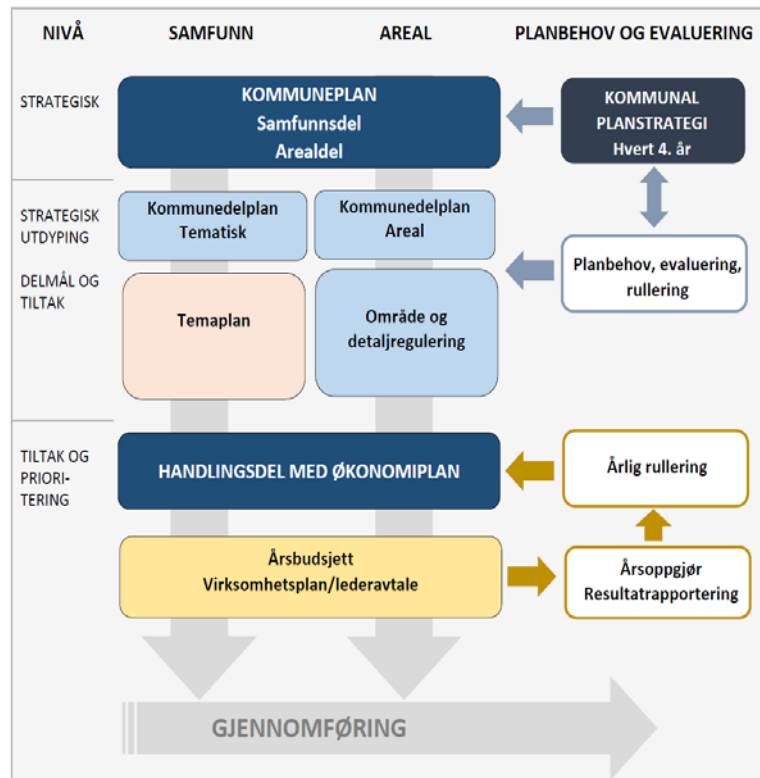 NIVÅ
SAMFUNN
AREAL
PLANBEHOV OG EVALUERING
STRATEGISK
KOMMUNEPLAN
Samfunnsdel
Arealdel
KOMMUNAL
PLANSTRATEGI
Hvert 4. år
STRATEGISK
UTDYPING
Kommunedelplan
Tematisk
Kommunedelplan
Areal
Planbehov, evaluering,
rullering
DELMÅL OG
TILTAK
Temaplan
Område og
detaljregulering
TILTAK OG
PRIORI-
TERING
HANDLINGSDEL MED ØKONOMIPLAN
Årlig rullering
Årsbudsjett
Virksomhetsplan/lederavtale
Årsoppgjør
Resultatrapportering
GJENNOMFØRING